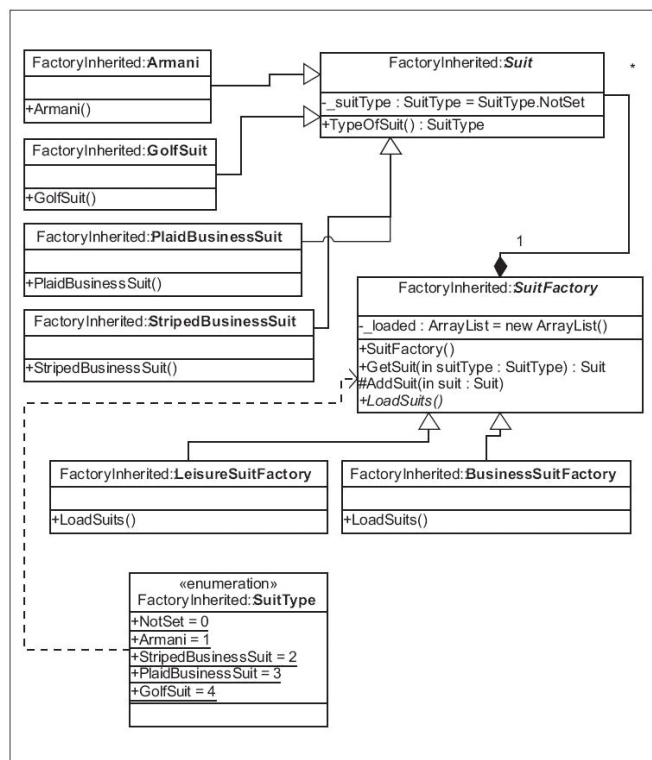 FactoryInherited:Armani
+Armani()
FactoryInherited:Suit
-_suitType : SuitType = SuitType.NotSet
+TypeOfSuit() : SuitType
*
FactoryInherited:GolfSuit
+GolfSuit()
FactoryInherited:PlaidBusinessSuit
+PlaidBusinessSuit()
1
FactoryInherited:StripedBusinessSuit
+StripedBusinessSuit()
FactoryInherited:SuitFactory
-_loaded : ArrayList = new ArrayList()
+SuitFactory()
+GetSuit(in suitType : SuitType) : Suit
#AddSuit(in suit : Suit)
+LoadSuits()
FactoryInherited:LeisureSuitFactory
+LoadSuits()
FactoryInherited:BusinessSuitFactory
+LoadSuits()
«enumeration»
FactoryInherited:SuitType
+NotSet = 0
+Armani = 1
+StripedBusinessSuit = 2
+PlaidBusinessSuit = 3
+GolfSuit = 4